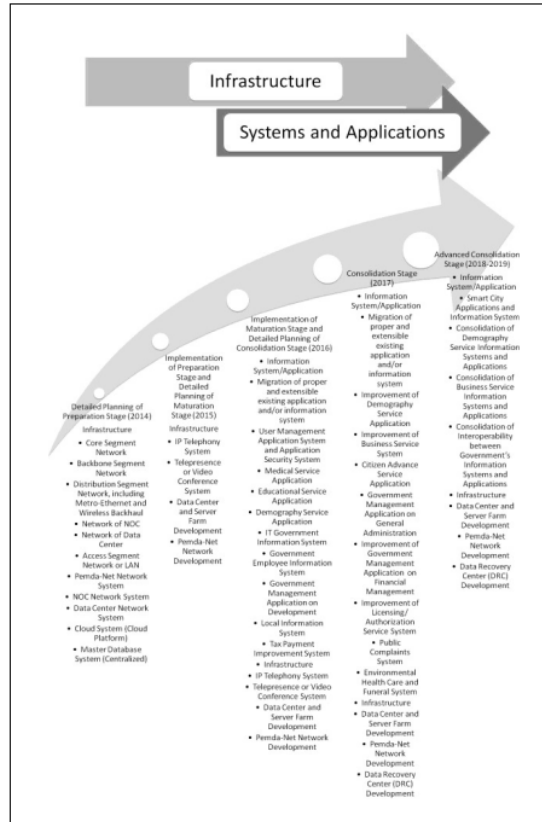 Infrastructure
Systems and Applications
Detailed Planning of
Preparation Stage (2014)
Infrastructure
• Core Segment
Network
• Backbone Segment
Network
• Distribution Segment
Network, including
Metro-Ethernet and
Wireless Backhaul
• Network of NOC
• Network of Data
Center
• Access Segment
Network or LAN
• Pemda-Net Network
System
• NOC Network System
• Data Center Network
System
• Cloud System (Cloud
Platform)
• Master Database
System (Centralized)
Implementation
of Preparation
Stage and
Detailed
Planning of
Maturation
Stage (2015)
Infrastructure
• IP Telephony
System
• Telepresence
or Video
Conference
System
• Data Center
and Server
Farm
Development
• Pemda-Net
Network
Development
Implementation of
Maturation Stage and
Detailed Planning of
Consolidation Stage (2016)
• Information
System/Application
• Migration of proper
and extensible
existing application
and/or information
system
• User Management
Application System
and Application
Security System
• Medical Service
Application
• Educational Service
Application
• Demography Service
Application
• IT Government
Information System
• Government
Employee Information
System
• Government
Management
Application on
Development
• Local Information
System
• Tax Payment
Improvement System
• Infrastructure
• IP Telephony System
• Telepresence or Video
Conference System
• Data Center and
Server Farm
Development
• Pemda-Net Network
Development
Consolidation Stage
(2017)
• Information
System/Application
• Migration of
proper and
extensible
existing
application
and/or
information
system
• Improvement of
Demography
Service
Application
• Improvement of
Business Service
System
• Citizen Advance
Service
Application
• Government
Management
Application on
General
Administration
• Improvement of
Government
Management
Application on
Financial
Management
• Improvement of
Licensing/
Authorization
Service System
• Public
Complaints
System
• Environmental
Health Care and
Funeral System
• Infrastructure
• Data Center and
Server Farm
Development
• Pemda-Net
Network
Development
• Data Recovery
Center (DRC)
Development
Advanced Consolidation
Stage (2018-2019)
• Information
System/Application
• Smart City
Applications and
Information System
• Consolidation of
Demography
Service Information
Systems and
Applications
• Consolidation of
Business Service
Information
Systems and
Applications
• Consolidation of
Interoperability
between
Government's
Information
Systems and
Applications
• Infrastructure
• Data Center and
Server Farm
Development
• Pemda-Net
Network
Development
• Data Recovery
Center (DRC)
Development